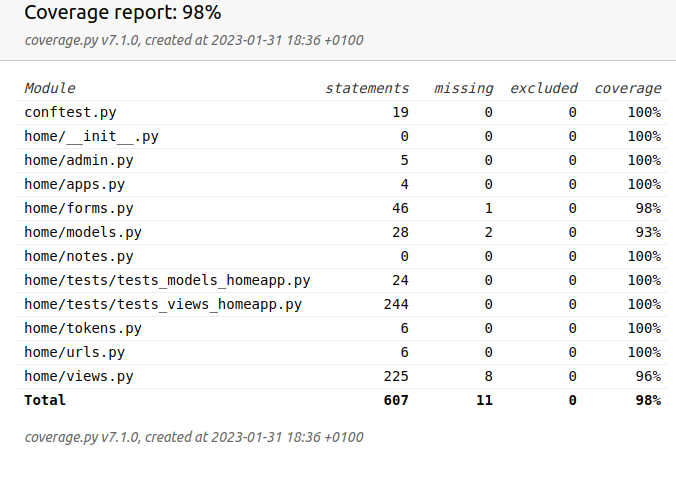 Coverage report: 98%
coverage.py v7.1.0, created at 2023-01-31 18:36 +0100
Module statements missing excluded coverage
conftest.py 19 0 0 100%
home/__init__.py 0 0 0 100%
home/admin.py 5 0 0 100%
home/apps.py 4 0 0 100%
home/forms.py 46 1 0 98%
home/models.py 28 2 0 93%
home/notes.py 0 0 0 100%
home/tests/tests_models_homeapp.py 24 0 0 100%
home/tests/tests_views_homeapp.py 244 0 0 100%
home/tokens.py 6 0 0 100%
home/urls.py 6 0 0 100%
home/views.py 225 8 0 96%
Total 607 11 0 98%
coverage.py v7.1.0, created at 2023-01-31 18:36 +0100